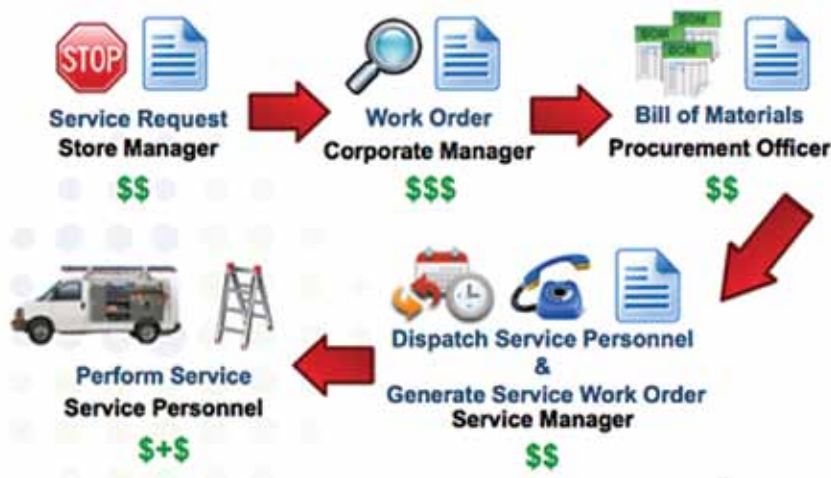 STOP
Service Request
Store Manager
$$
Work Order
Corporate Manager
$$$
BOM
BOM
BOM
Bill of Materials
Procurement Officer
$$
Dispatch Service Personnel
&
Generate Service Work Order
Service Manager
$$
Perform Service
Service Personnel
$+$